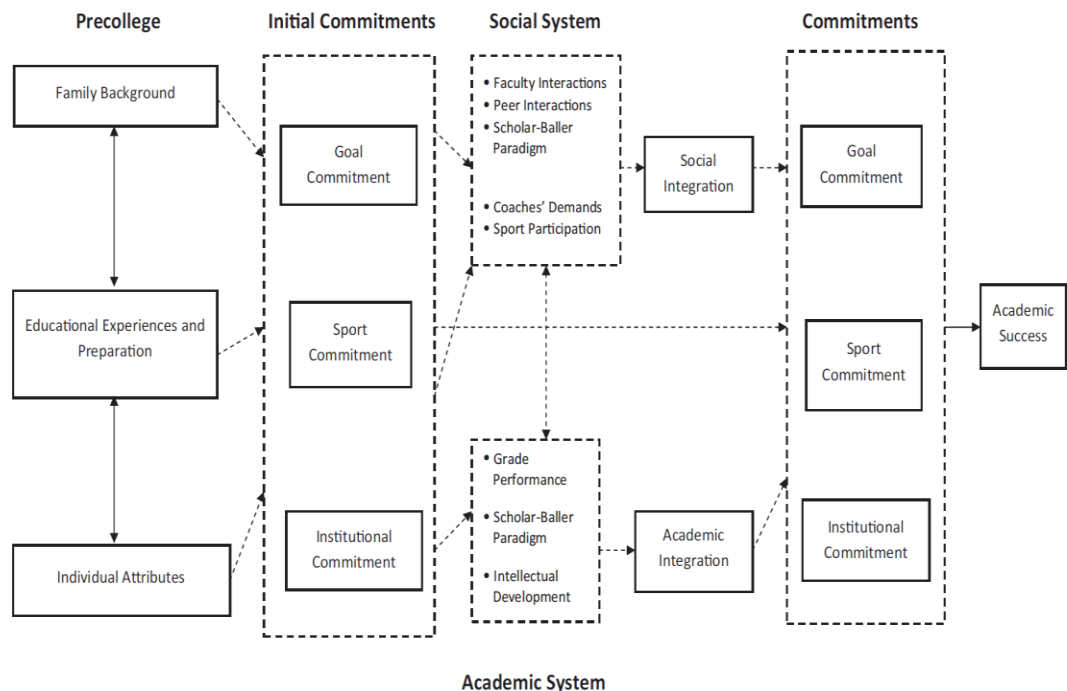 Precollege
Initial Commitments
Social System
Commitments
Family Background
Educational Experiences and
Preparation
Individual Attributes
Goal
Commitment
Sport
Commitment
Institutional
Commitment
• Faculty Interactions
• Peer Interactions
• Scholar-Baller
Paradigm
• Coaches’ Demands
• Sport Participation
• Grade
Performance
• Scholar-Baller
Paradigm
• Intellectual
Development
Social
Integration
Academic
Integration
Goal
Commitment
Sport
Commitment
Institutional
Commitment
Academic
Success
Academic System